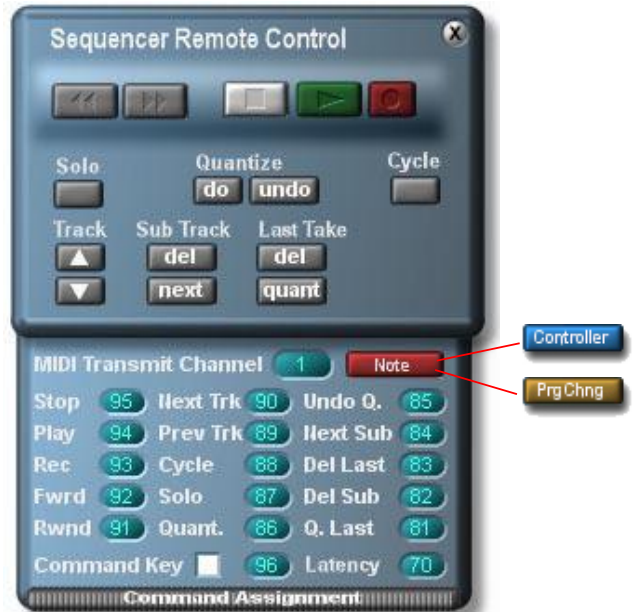 Sequencer Remote Control X
Solo Quantize Cycle
do undo
Track Sub Track Last Take
del del
next quant
Controller
MIDI Transmit Channel 1 Note
PrgChng
Stop 95 Next Trk 90 Undo Q. 85
Play 94 Prev Trk 89 Next Sub 84
Rec 93 Cycle 88 Del Last 83
Fwrd 92 Solo 87 Del Sub 82
Rwnd 91 Quant. 86 Q. Last 81
Command Key 96 Latency 70
Command Assignment